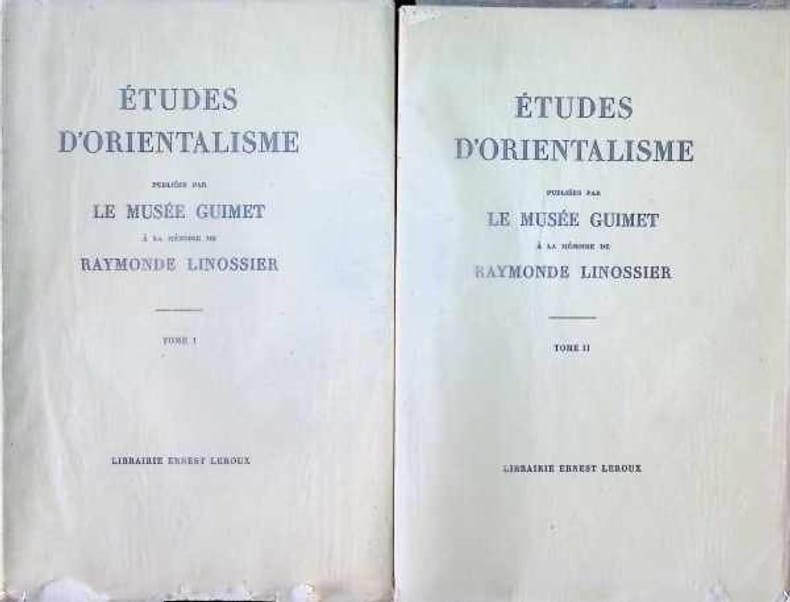 ÉTUDES
D'ORIENTALISME
PUBLIÉES PAR
LE MUSÉE GUIMET
À LA MÉMOIRE DE
RAYMONDE LINOSSIER
TOME I
LIBRAIRIE ERNEST LEROUX
ÉTUDES
D'ORIENTALISME
PUBLIÉES PAR
LE MUSÉE GUIMET
À LA MÉMOIRE DE
RAYMONDE LINOSSIER
TOME II
LIBRAIRIE ERNEST LEROUX